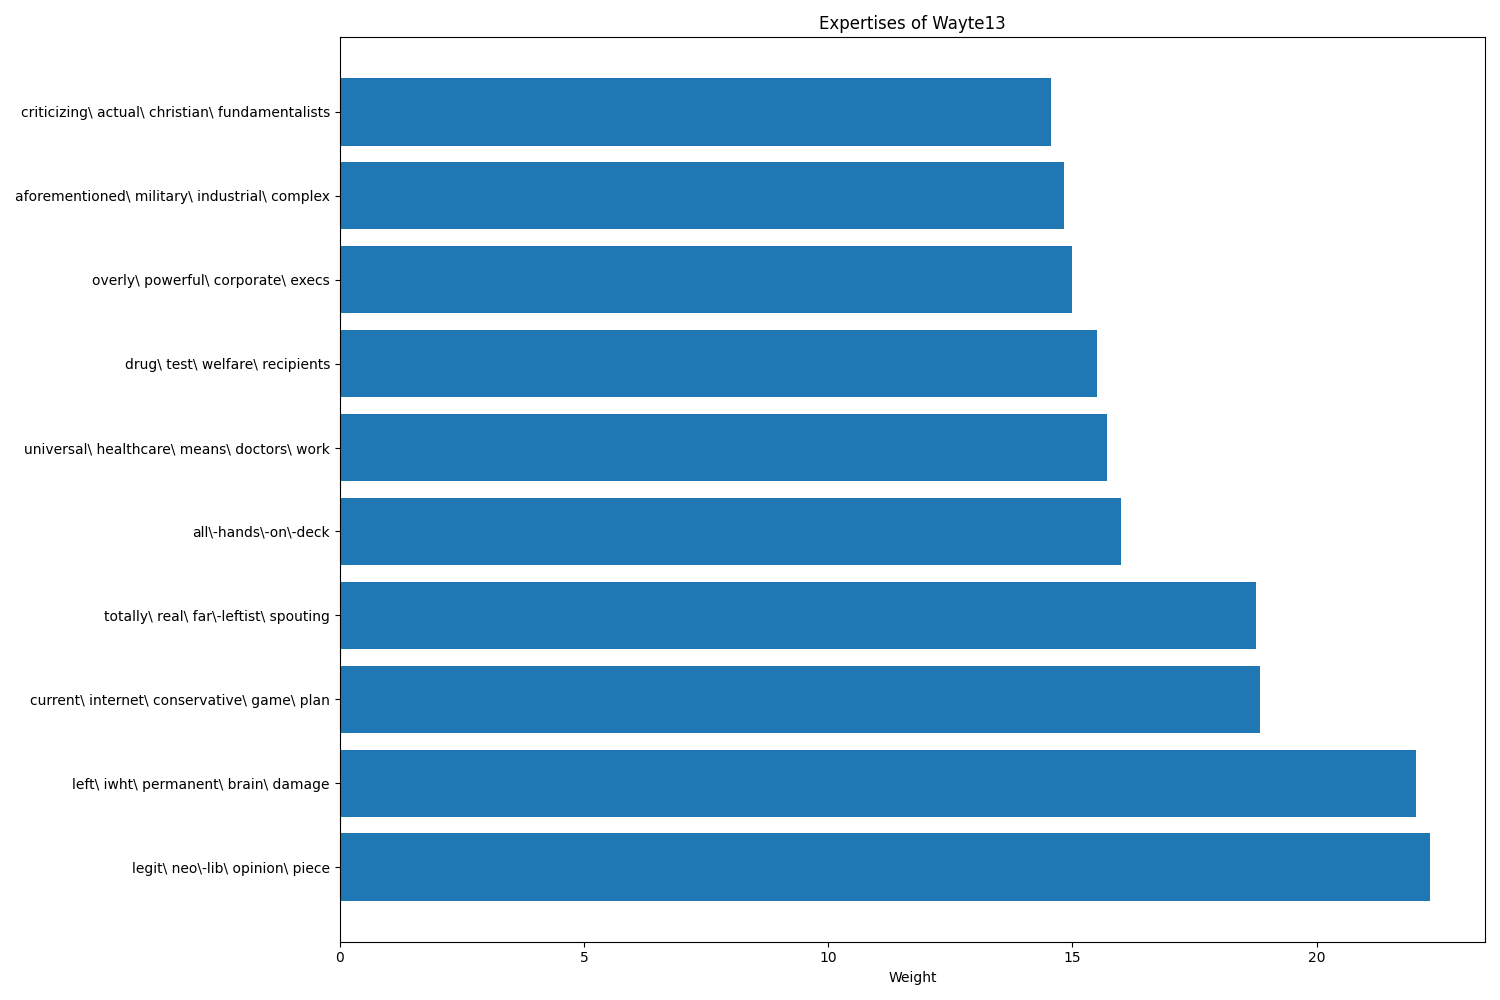 Expertises of Wayte13
criticizing\ actual\ christian\ fundamentalists
aforementioned\ military\ industrial\ complex
overly\ powerful\ corporate\ execs
drug\ test\ welfare\ recipients
universal\ healthcare\ means\ doctors\ work
all\-hands\-on\-deck
totally\ real\ far\-leftist\ spouting
current\ internet\ conservative\ game\ plan
left\ iwht\ permanent\ brain\ damage
legit\ neo\-lib\ opinion\ piece
0 5 10 15 20
Weight